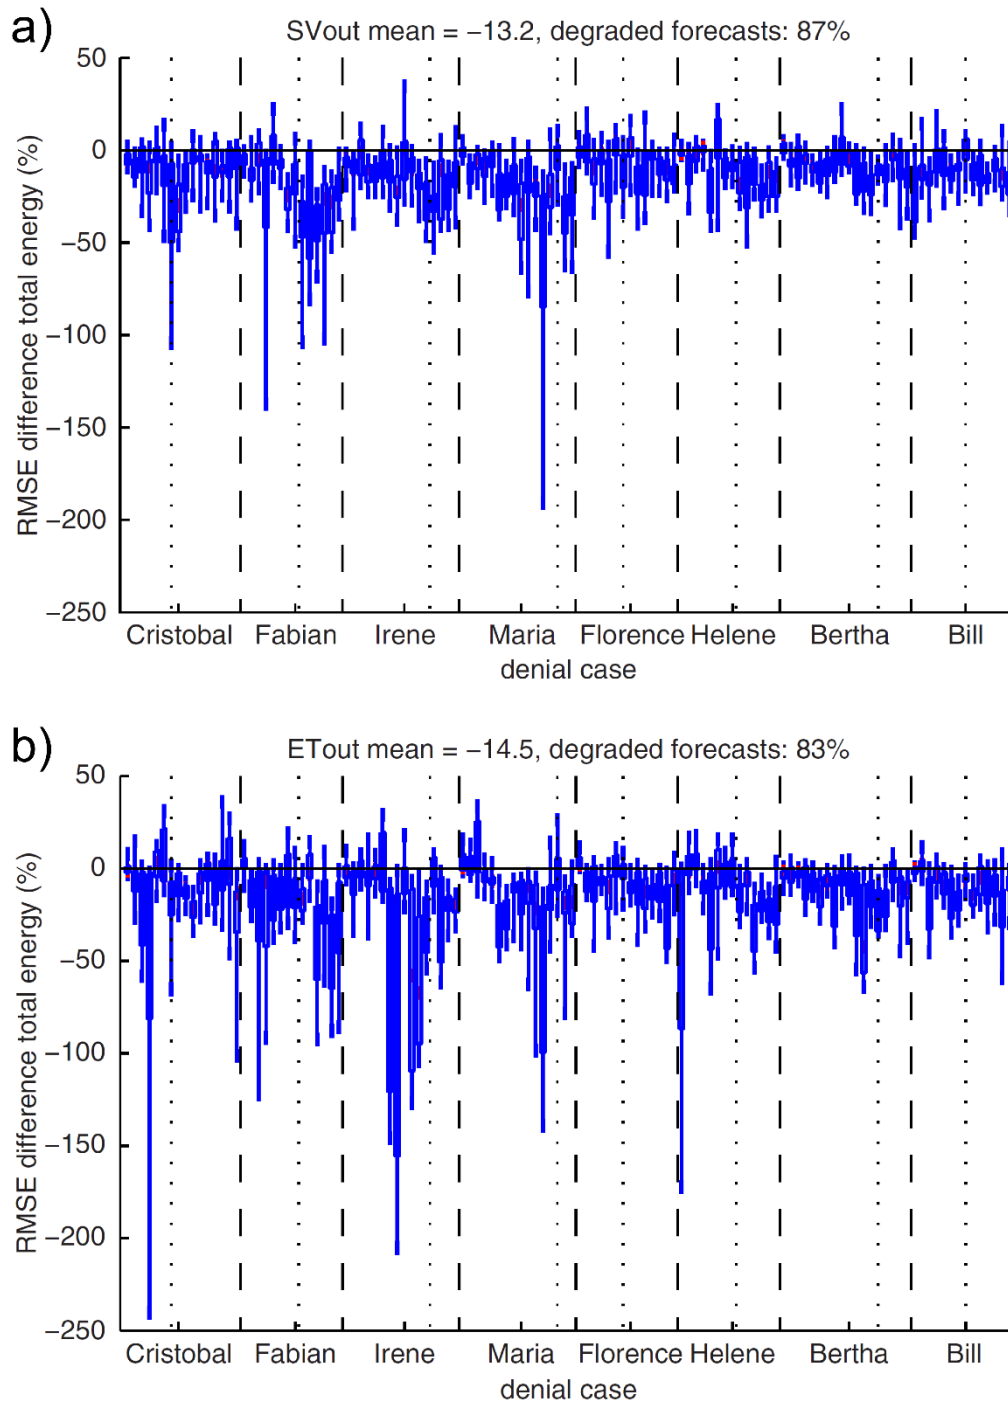 a)
SVout mean = −13.2, degraded forecasts: 87%
RMSE difference total energy (%)
50
0
−50
−100
−150
−200
−250
Cristobal Fabian Irene Maria Florence Helene Bertha Bill
denial case
b)
ETout mean = −14.5, degraded forecasts: 83%
RMSE difference total energy (%)
50
0
−50
−100
−150
−200
−250
Cristobal Fabian Irene Maria Florence Helene Bertha Bill
denial case